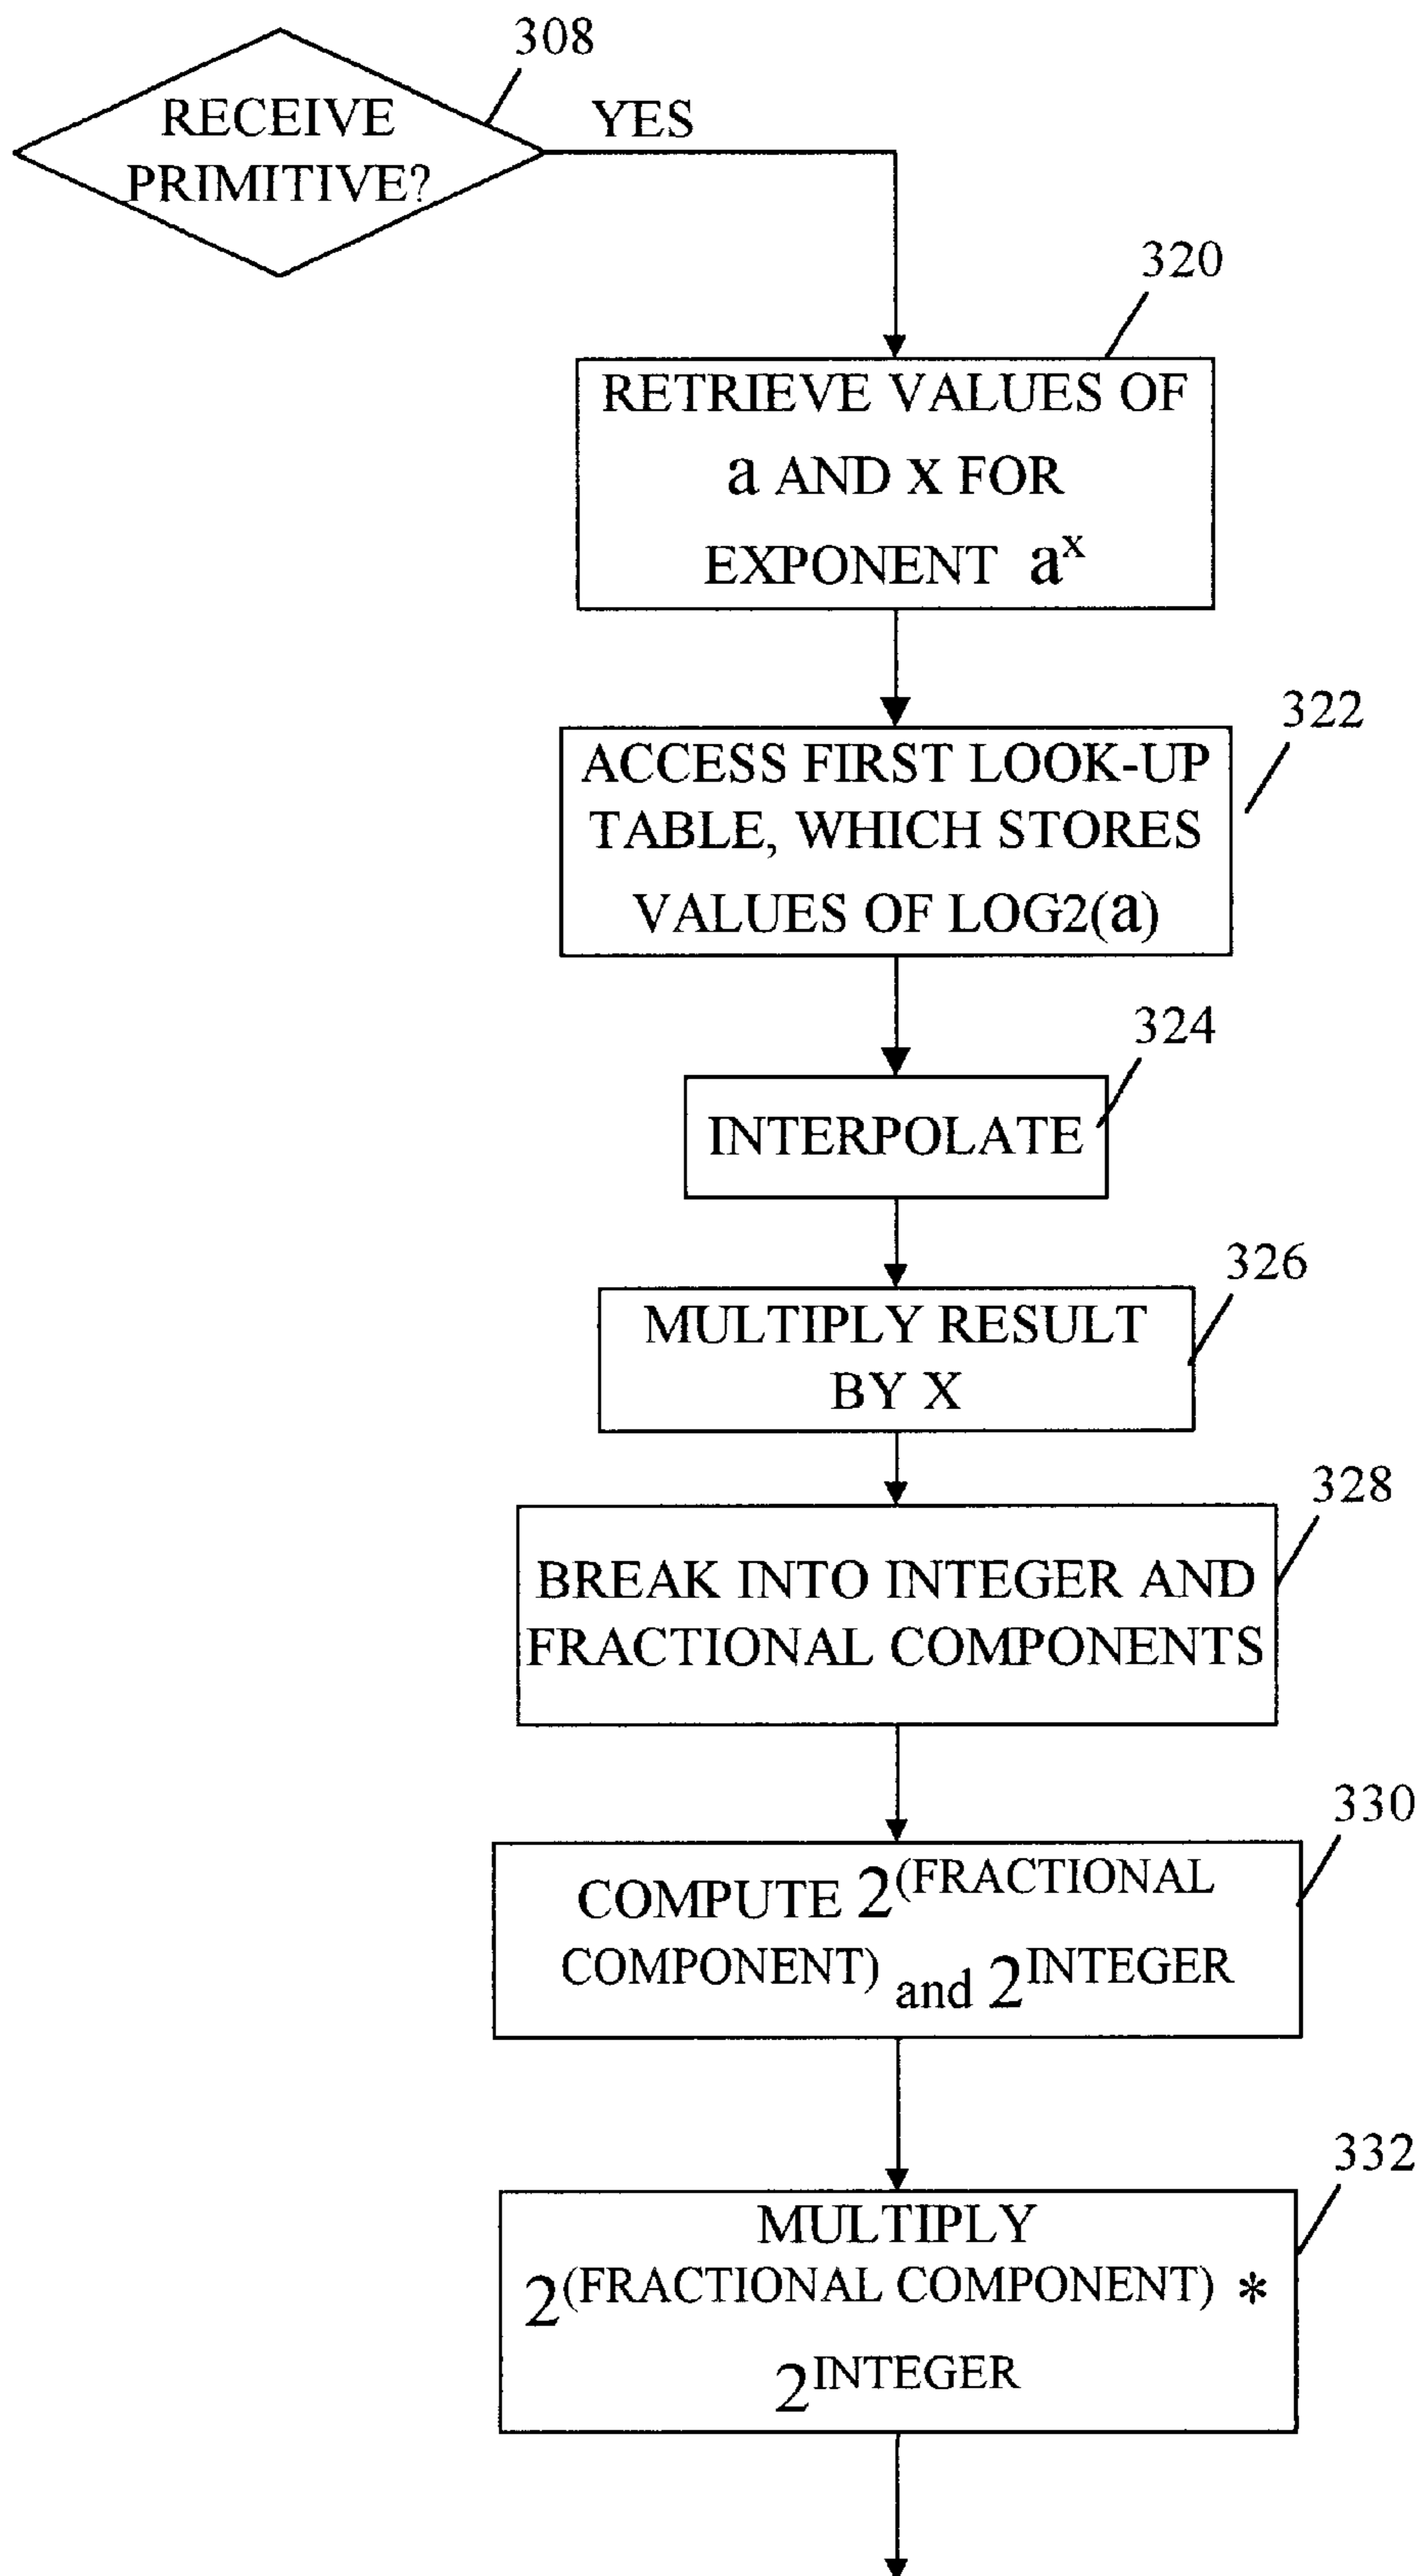 308
RECEIVE
PRIMITIVE?
YES
320
RETRIEVE VALUES OF
a AND x FOR
EXPONENT a^x
322
ACCESS FIRST LOOK-UP
TABLE, WHICH STORES
VALUES OF LOG2(a)
324
INTERPOLATE
326
MULTIPLY RESULT
BY X
328
BREAK INTO INTEGER AND
FRACTIONAL COMPONENTS
330
COMPUTE 2^(FRACTIONAL
COMPONENT) and 2^INTEGER
332
MULTIPLY
2^(FRACTIONAL COMPONENT) *
2^INTEGER